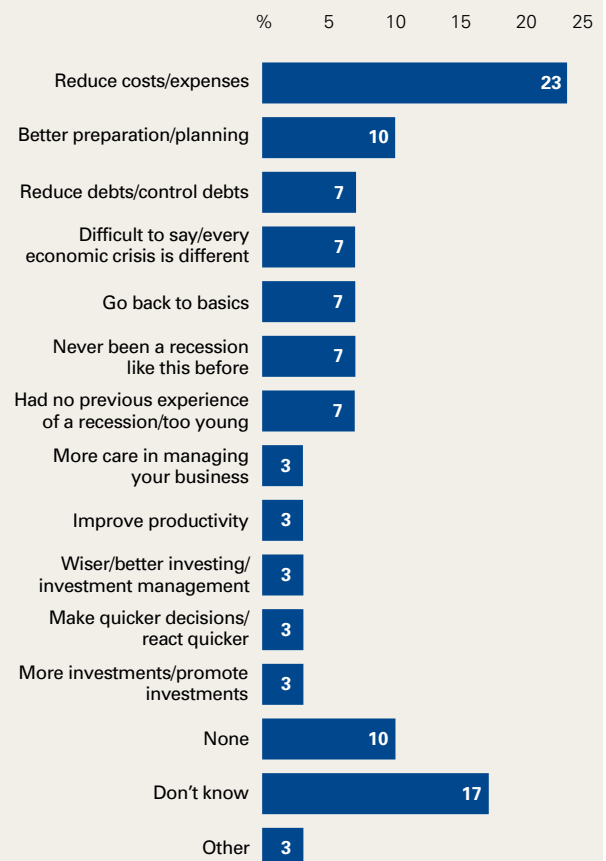 % 5 10 15 20 25
Reduce costs/expenses 23
Better preparation/planning 10
Reduce debts/control debts 7
Difficult to say/every
economic crisis is different 7
Go back to basics 7
Never been a recession
like this before 7
Had no previous experience
of a recession/too young 7
More care in managing
your business 3
Improve productivity 3
Wiser/better investing/
investment management 3
Make quicker decisions/
react quicker 3
More investments/promote
investments 3
None 10
Don't know 17
Other 3